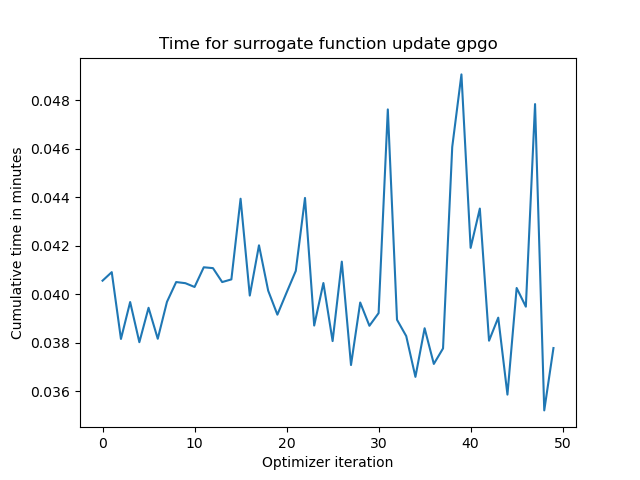 Time for surrogate function update gpgo
0.048
0.046
0.044
0.042
0.040
0.038
0.036
Cumulative time in minutes
0 10 20 30 40 50
Optimizer iteration